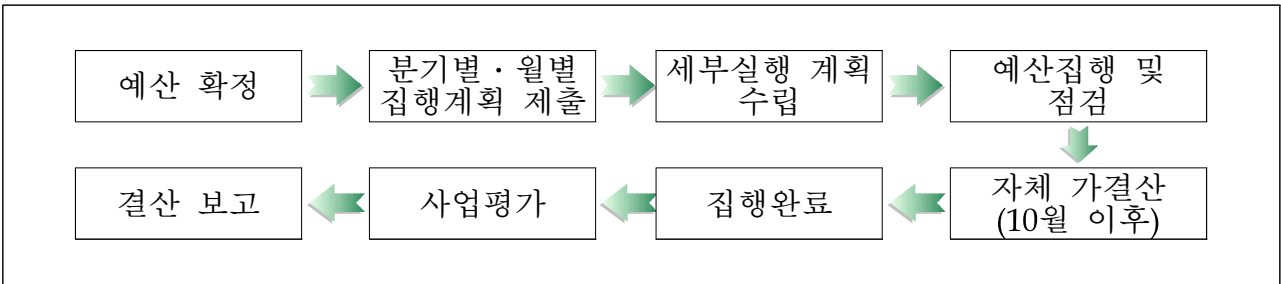 예산 확정
분기별·월별
집행계획 제출
세부실행 계획
수립
예산집행 및
점검
자체 가결산
(10월 이후)
집행완료
사업평가
결산 보고